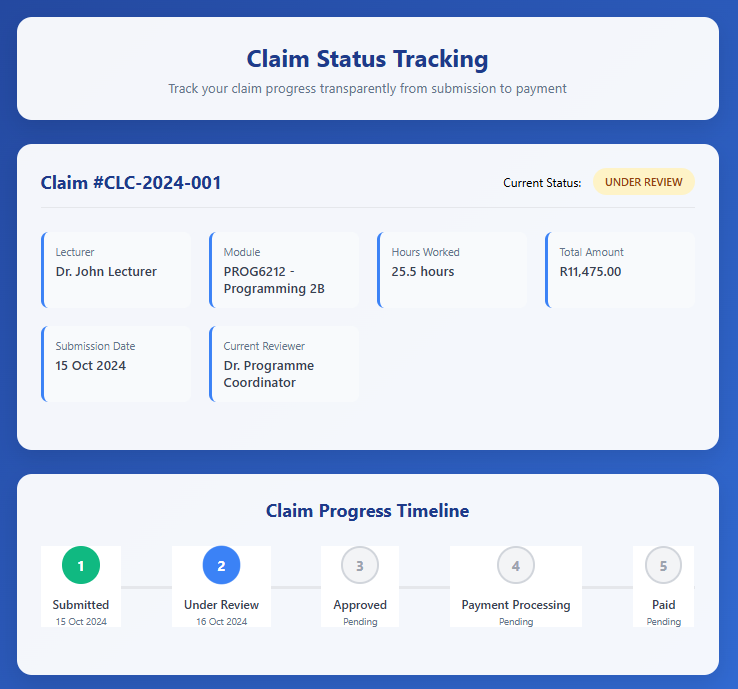 Claim Status Tracking
Track your claim progress transparently from submission to payment
Claim #CLC-2024-001
Current Status:
UNDER REVIEW
Lecturer
Dr. John Lecturer
Module
PROG6212 -
Programming 2B
Hours Worked
25.5 hours
Total Amount
R11,475.00
Submission Date
15 Oct 2024
Current Reviewer
Dr. Programme
Coordinator
Claim Progress Timeline
1
Submitted
15 Oct 2024
2
Under Review
16 Oct 2024
3
Approved
Pending
4
Payment Processing
Pending
5
Paid
Pending